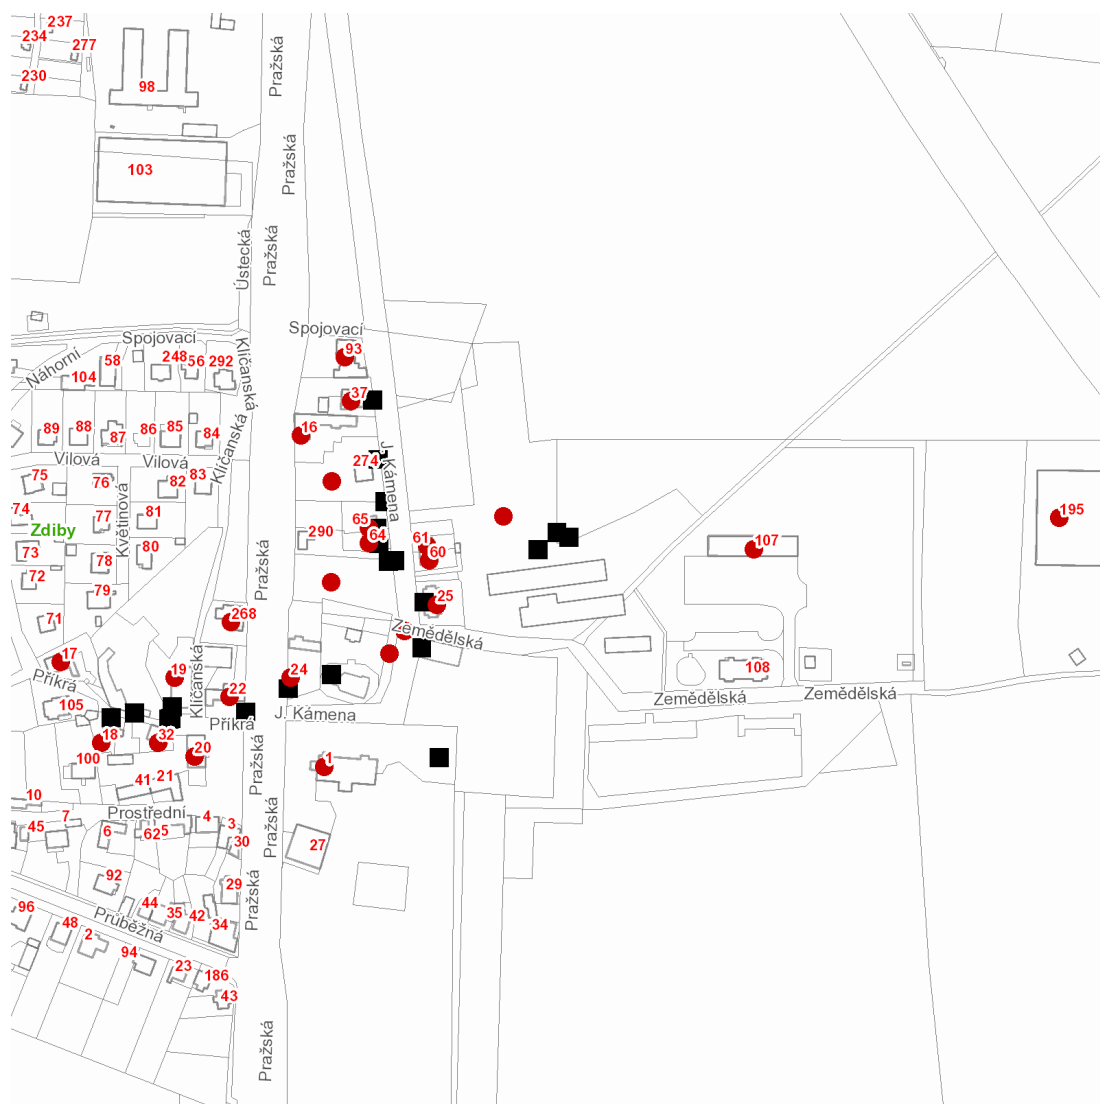 237
234
277
230
98
Pražská
103
Pražská
Ústecká
Pražská
Spojovací
Spojovací
93
Náhorní
58
248
56
292
104
Klíčanská
37
16
89
88
87
86
85
84
Klíčanská
J. Kámena
274
Vilová
Vilová
75
76
82
83
74
Květinová
77
81
65
64
290
61
60
195
Zdiby
107
73
78
80
72
79
Pražská
25
71
268
Zemědělská
17
19
Klíčanská
24
108
Příkrá
22
Zemědělská
Zemědělská
105
Příkrá
J. Kámena
18
32
20
1
100
Pražská
41
21
10
Prostřední
7
4
3
45
6
62
5
30
Pražská
27
92
29
44
35
42
34
Pražská
96
48
2
Průběžná
94
23
186
43
Pražská